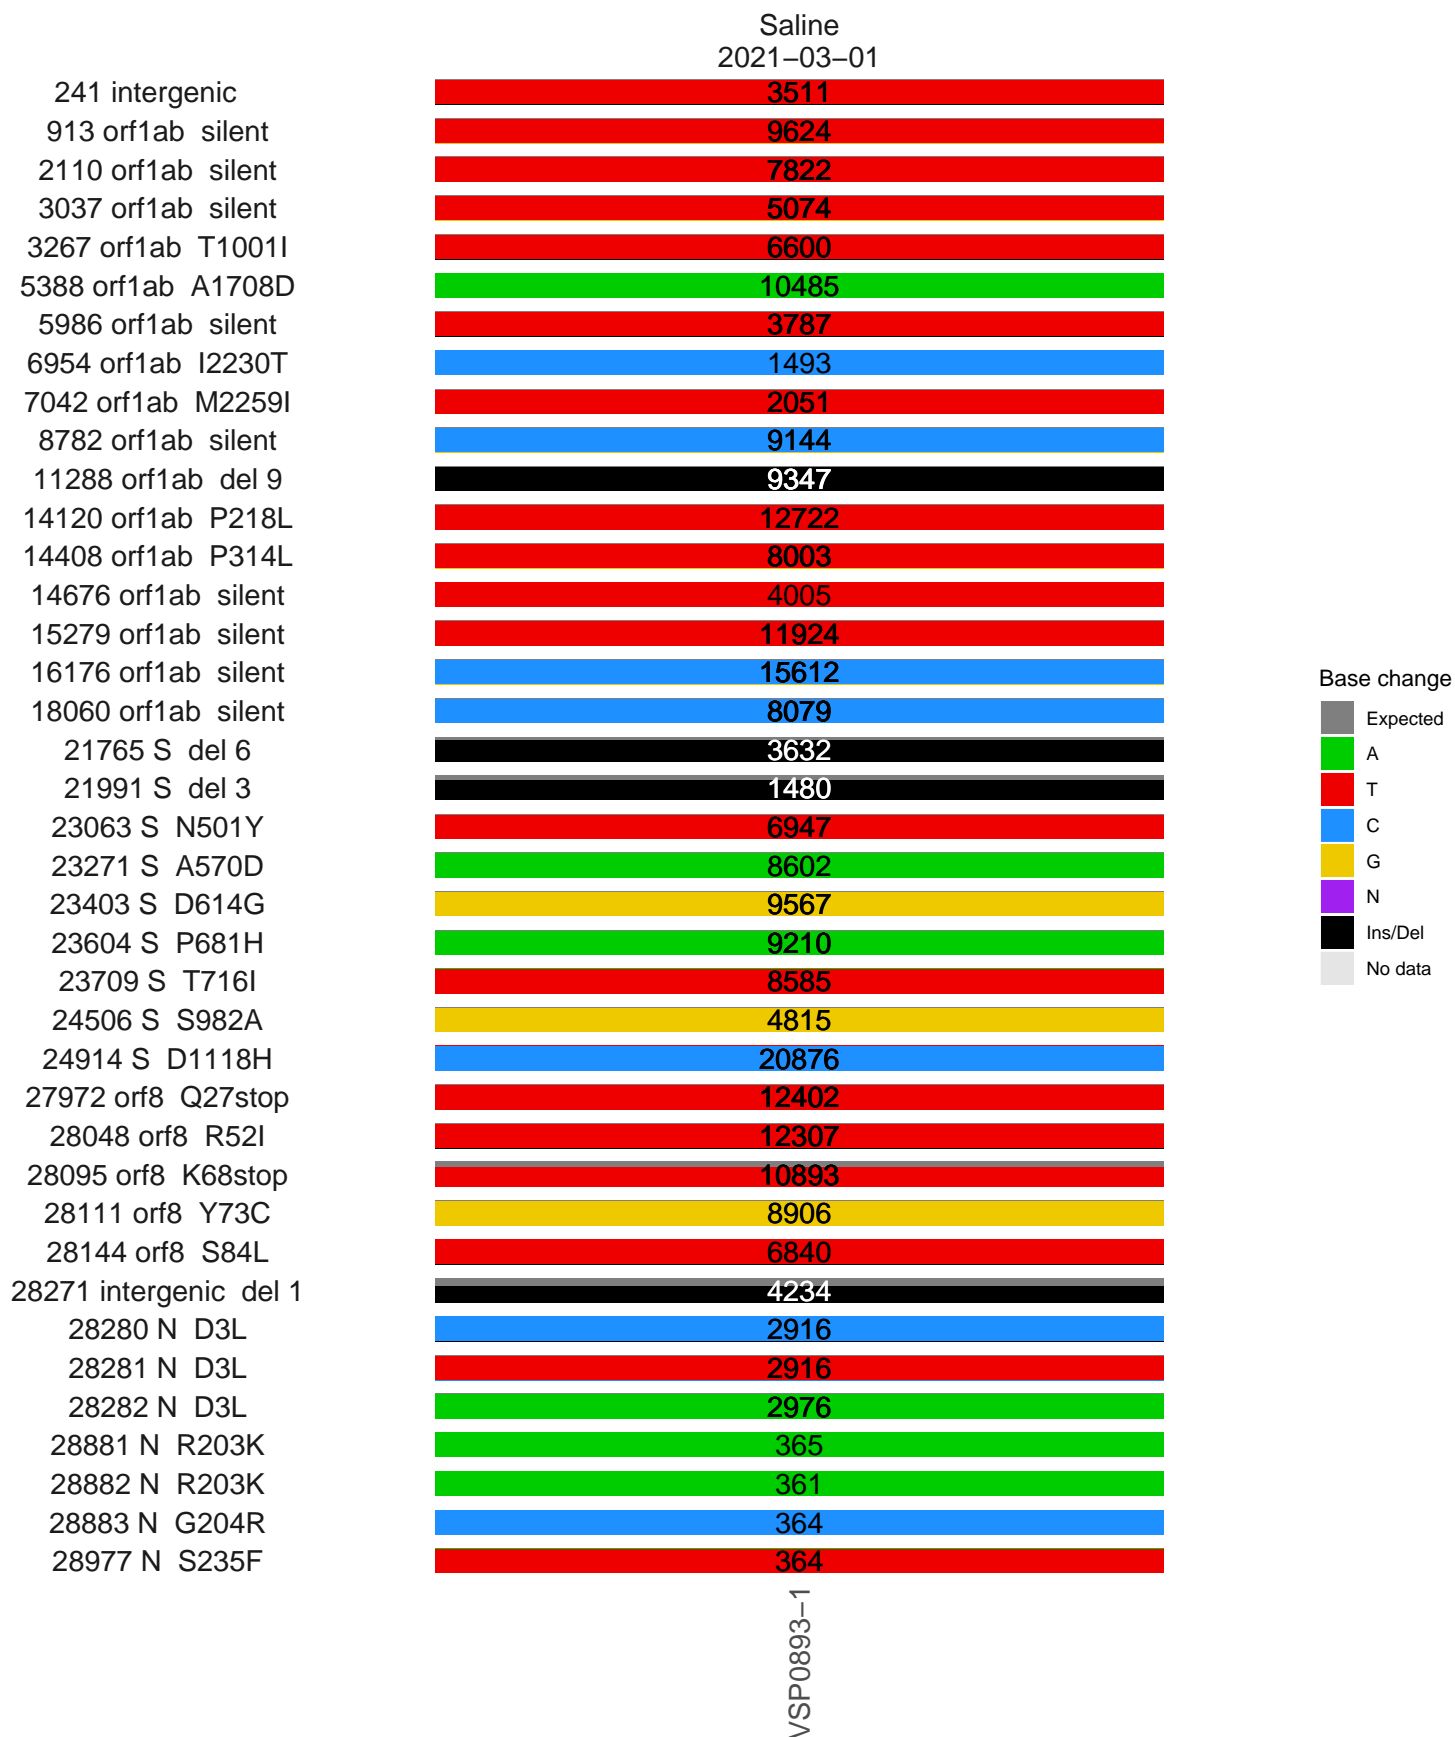 Saline
2021−03−01
241 intergenic 3511
913 orf1ab silent 9624
2110 orf1ab silent 7822
3037 orf1ab silent 5074
3267 orf1ab T1001I 6600
5388 orf1ab A1708D 10485
5986 orf1ab silent 3787
6954 orf1ab I2230T 1493
7042 orf1ab M2259I 2051
8782 orf1ab silent 9144
11288 orf1ab del 9 9347
14120 orf1ab P218L 12722
14408 orf1ab P314L 8003
14676 orf1ab silent 4005
15279 orf1ab silent 11924
16176 orf1ab silent 15612
18060 orf1ab silent 8079
21765 S del 6 3632
21991 S del 3 1480
23063 S N501Y 6947
23271 S A570D 8602
23403 S D614G 9567
23604 S P681H 9210
23709 S T716I 8585
24506 S S982A 4815
24914 S D1118H 20876
27972 orf8 Q27stop 12402
28048 orf8 R52I 12307
28095 orf8 K68stop 10893
28111 orf8 Y73C 8906
28144 orf8 S84L 6840
28271 intergenic del 1 4234
28280 N D3L 2916
28281 N D3L 2916
28282 N D3L 2976
28881 N R203K 365
28882 N R203K 361
28883 N G204R 364
28977 N S235F 364
VSP0893−1
Base change
Expected
A
T
C
G
N
Ins/Del
No data